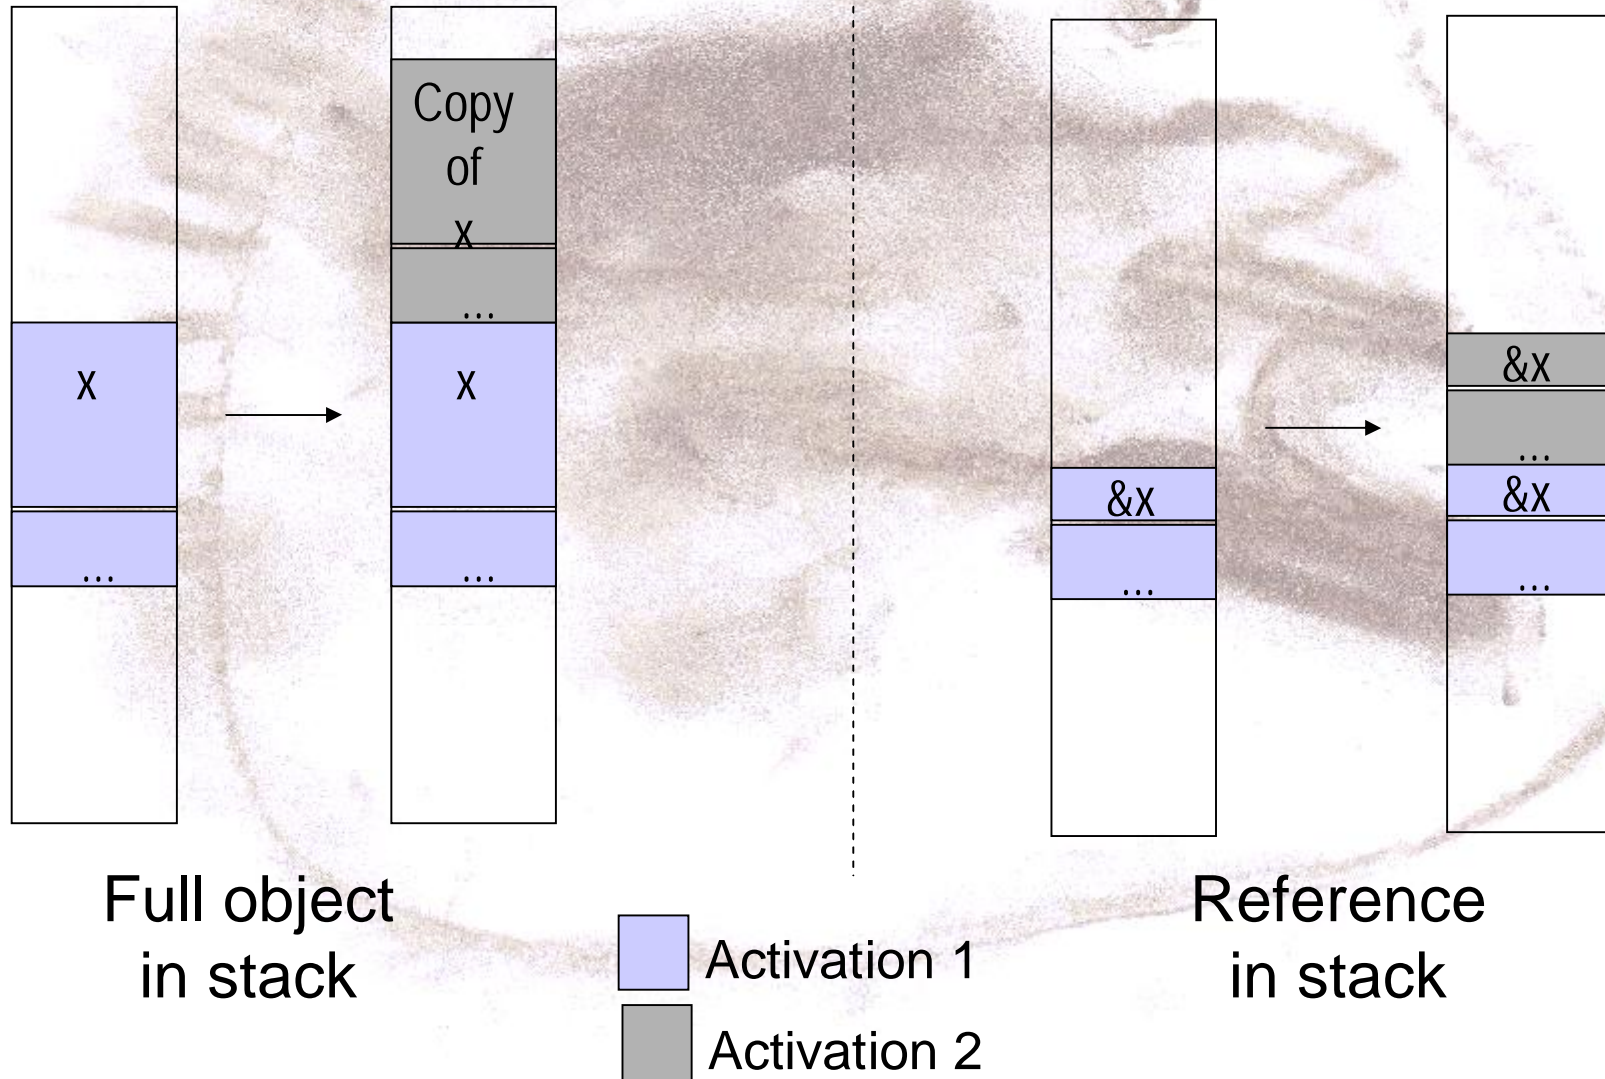 x
...
Copy
of
x
...
x
...
&x
...
&x
...
&x
...
Full object
in stack
Activation 1
Activation 2
Reference
in stack